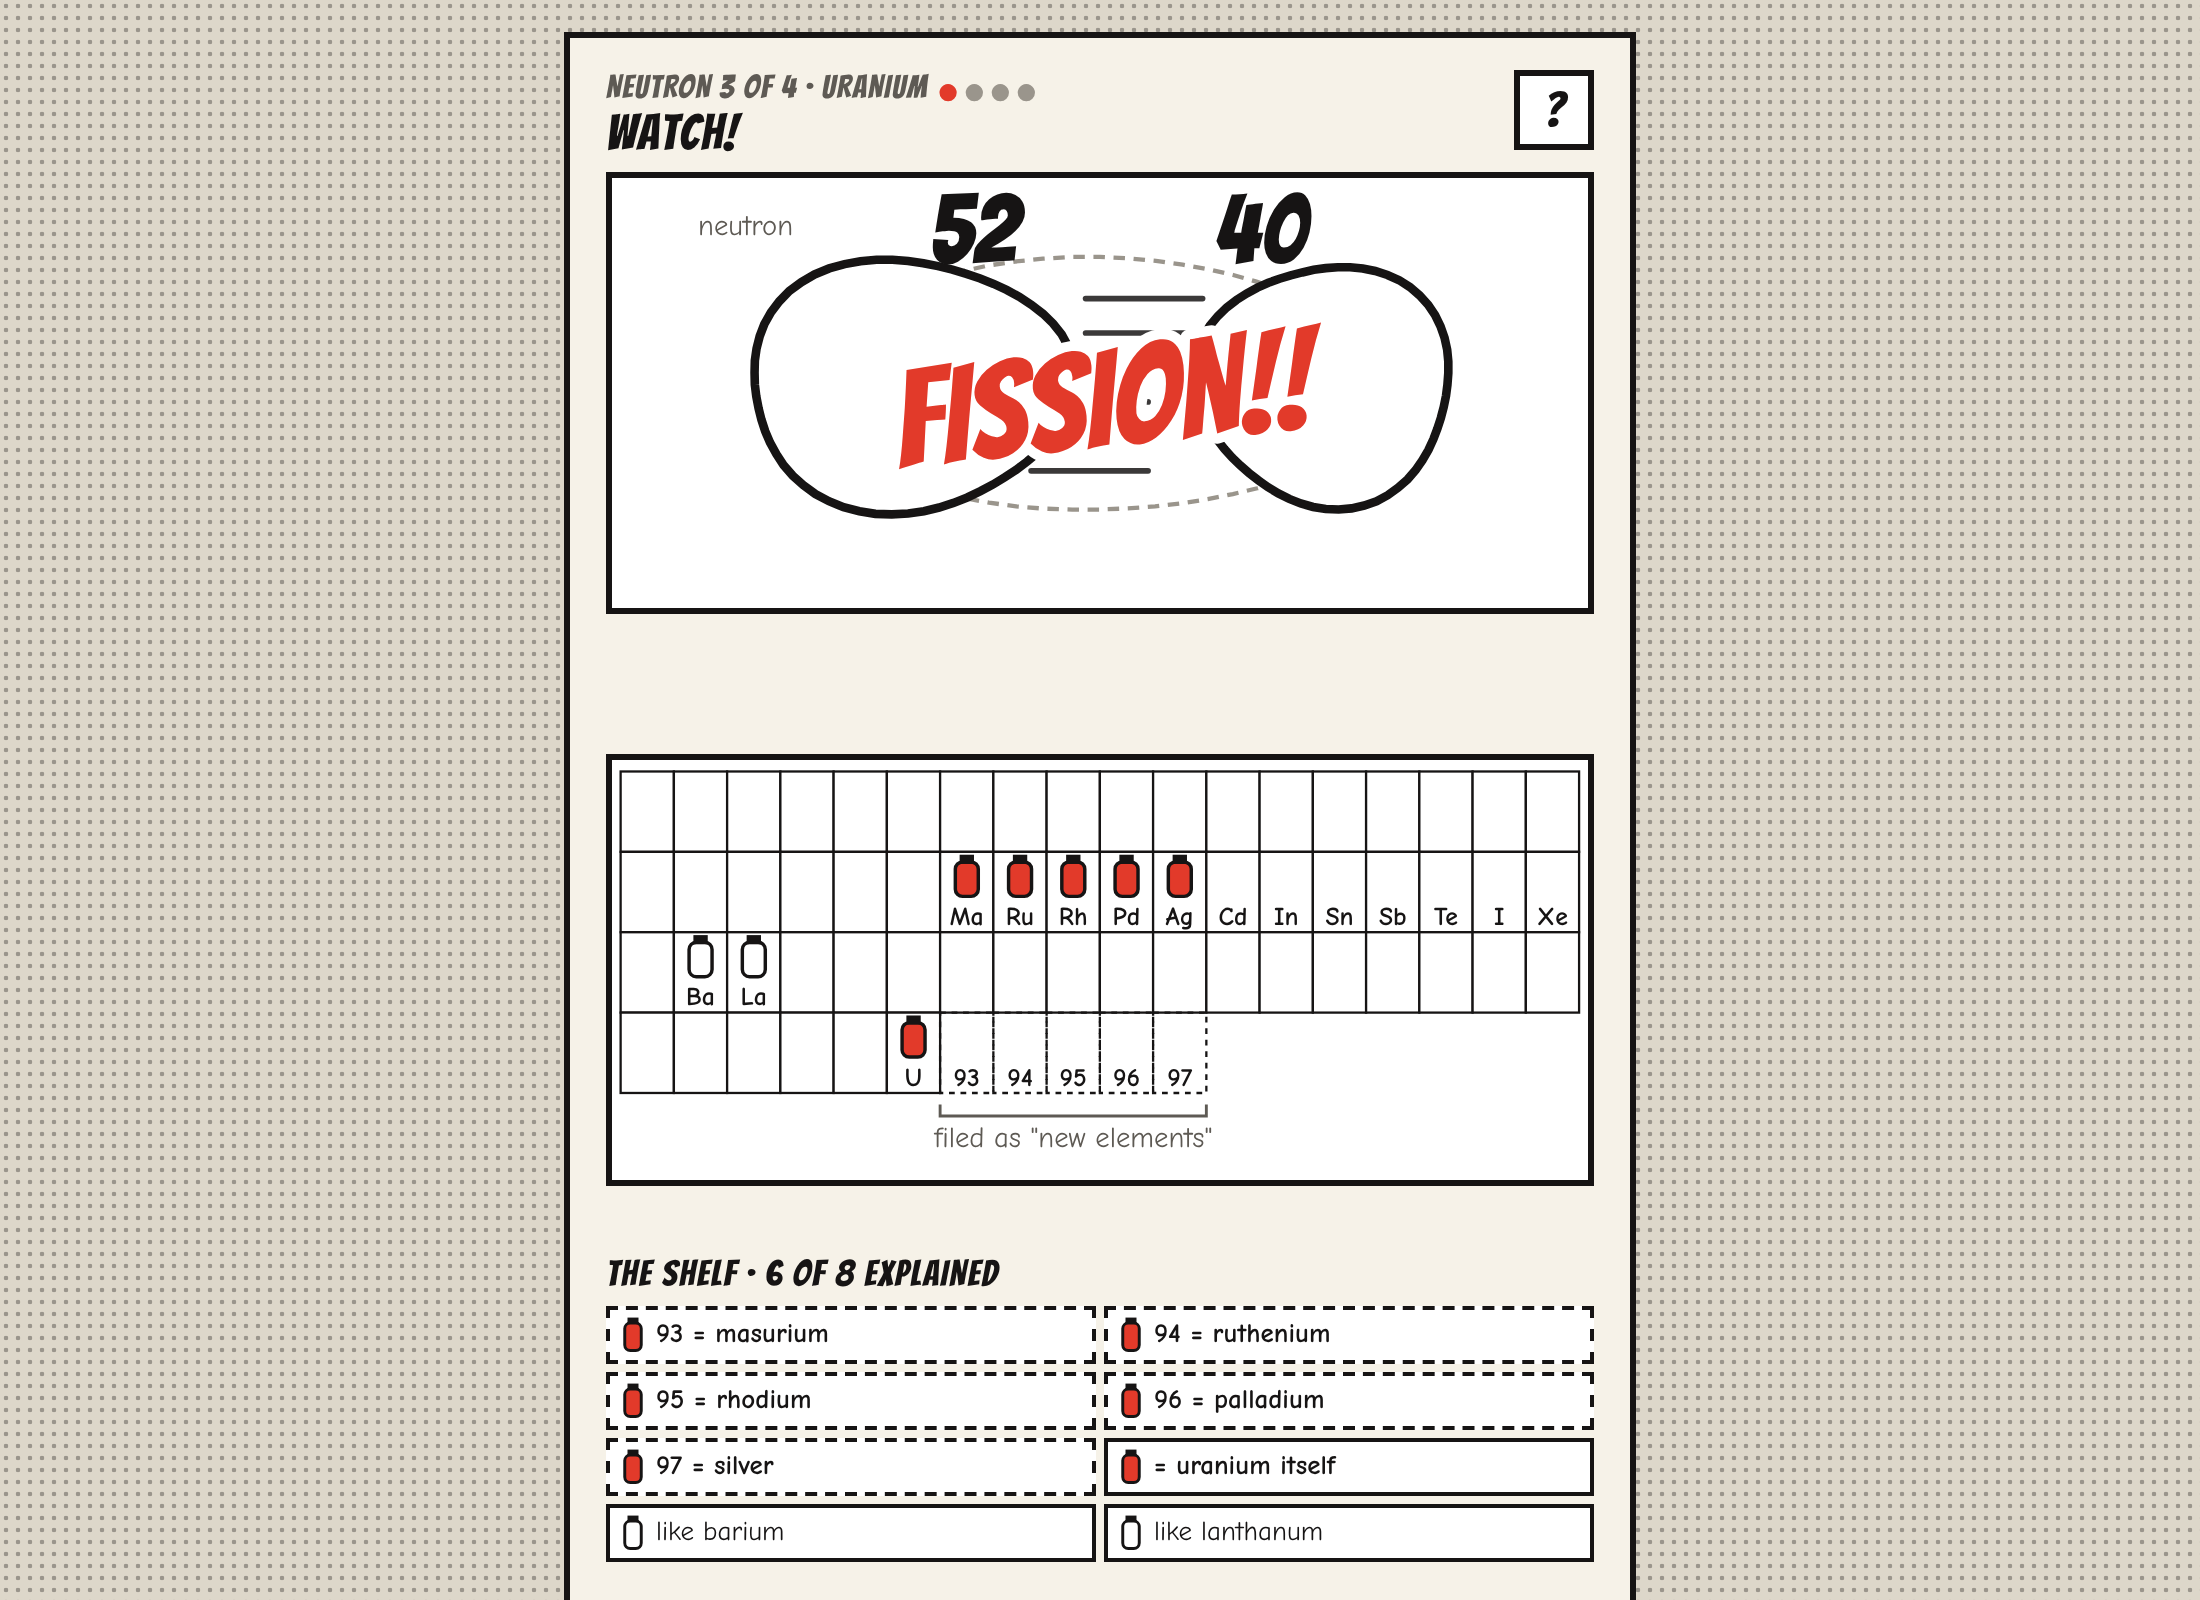 NEUTRON 3 OF 4 · URANIUM
WATCH!
?
neutron
52 40
FISSION!!
Ma Ru Rh Pd Ag Cd In Sn Sb Te I Xe
Ba La
U 93 94 95 96 97
filed as "new elements"
THE SHELF · 6 OF 8 EXPLAINED
93 = masurium
94 = ruthenium
95 = rhodium
96 = palladium
97 = silver
= uranium itself
like barium
like lanthanum